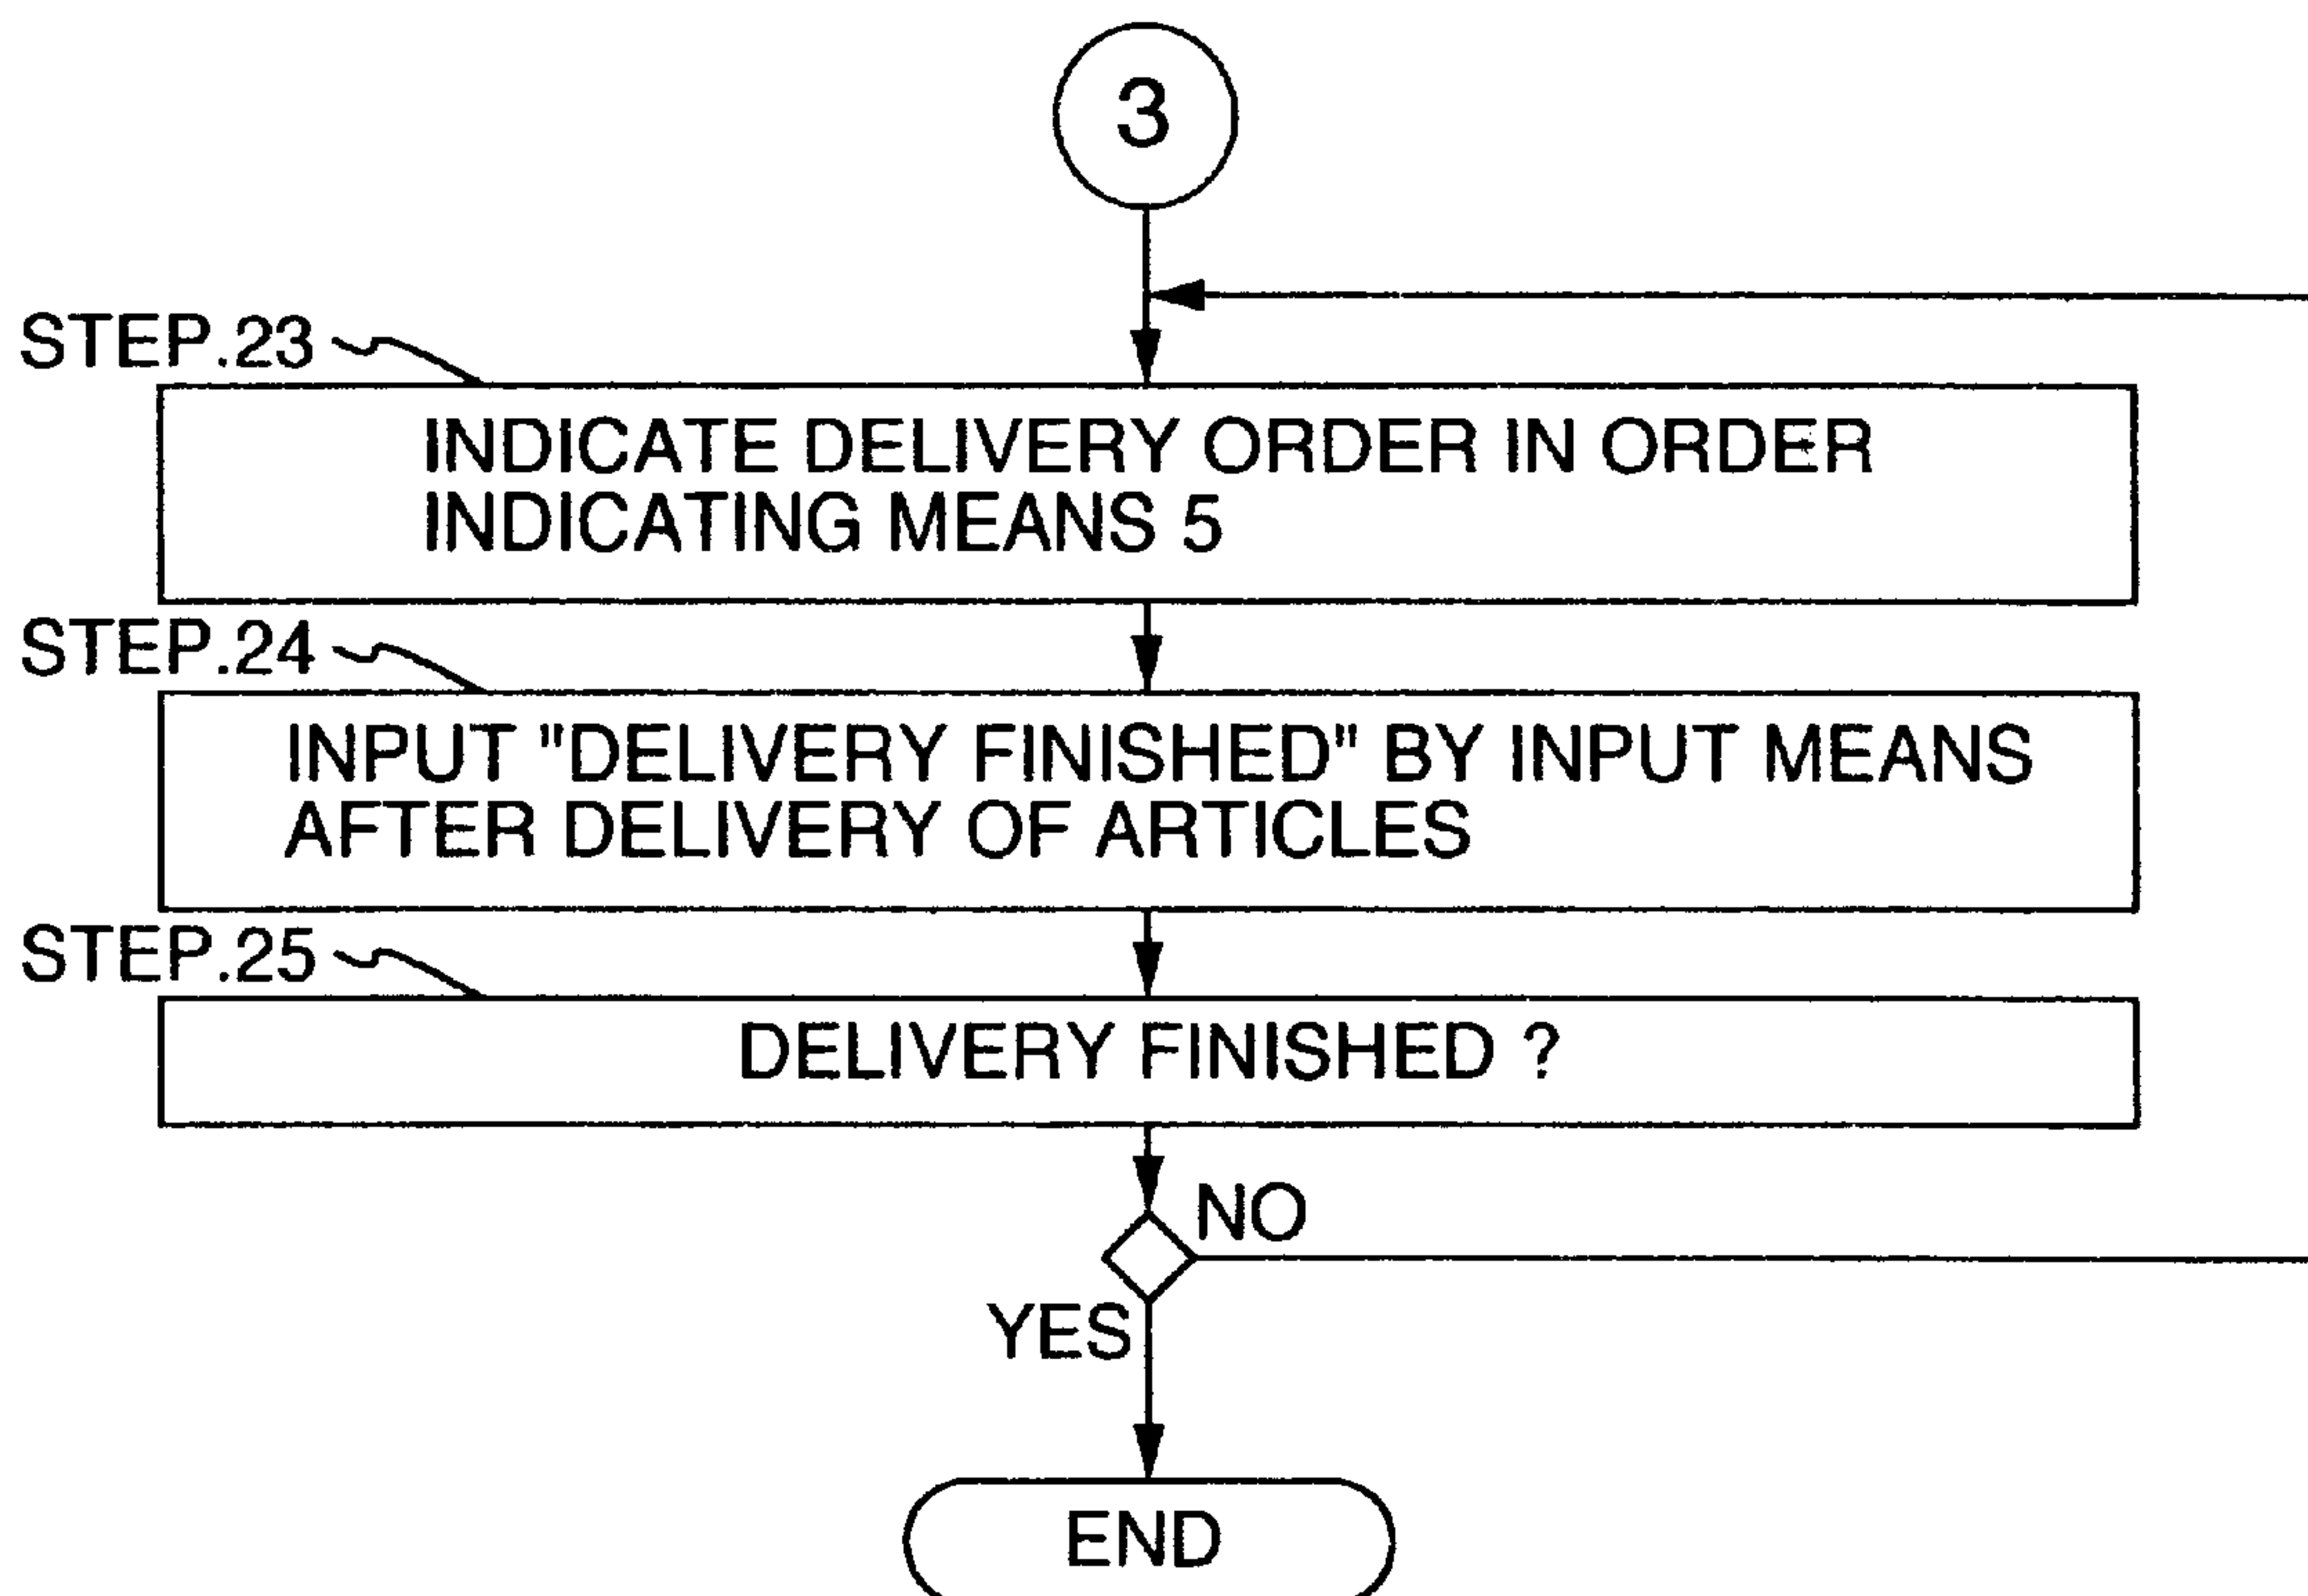 3
STEP.23
INDICATE DELIVERY ORDER IN ORDER
INDICATING MEANS 5
STEP.24
INPUT "DELIVERY FINISHED" BY INPUT MEANS
AFTER DELIVERY OF ARTICLES
STEP.25
DELIVERY FINISHED ?
NO
YES
END